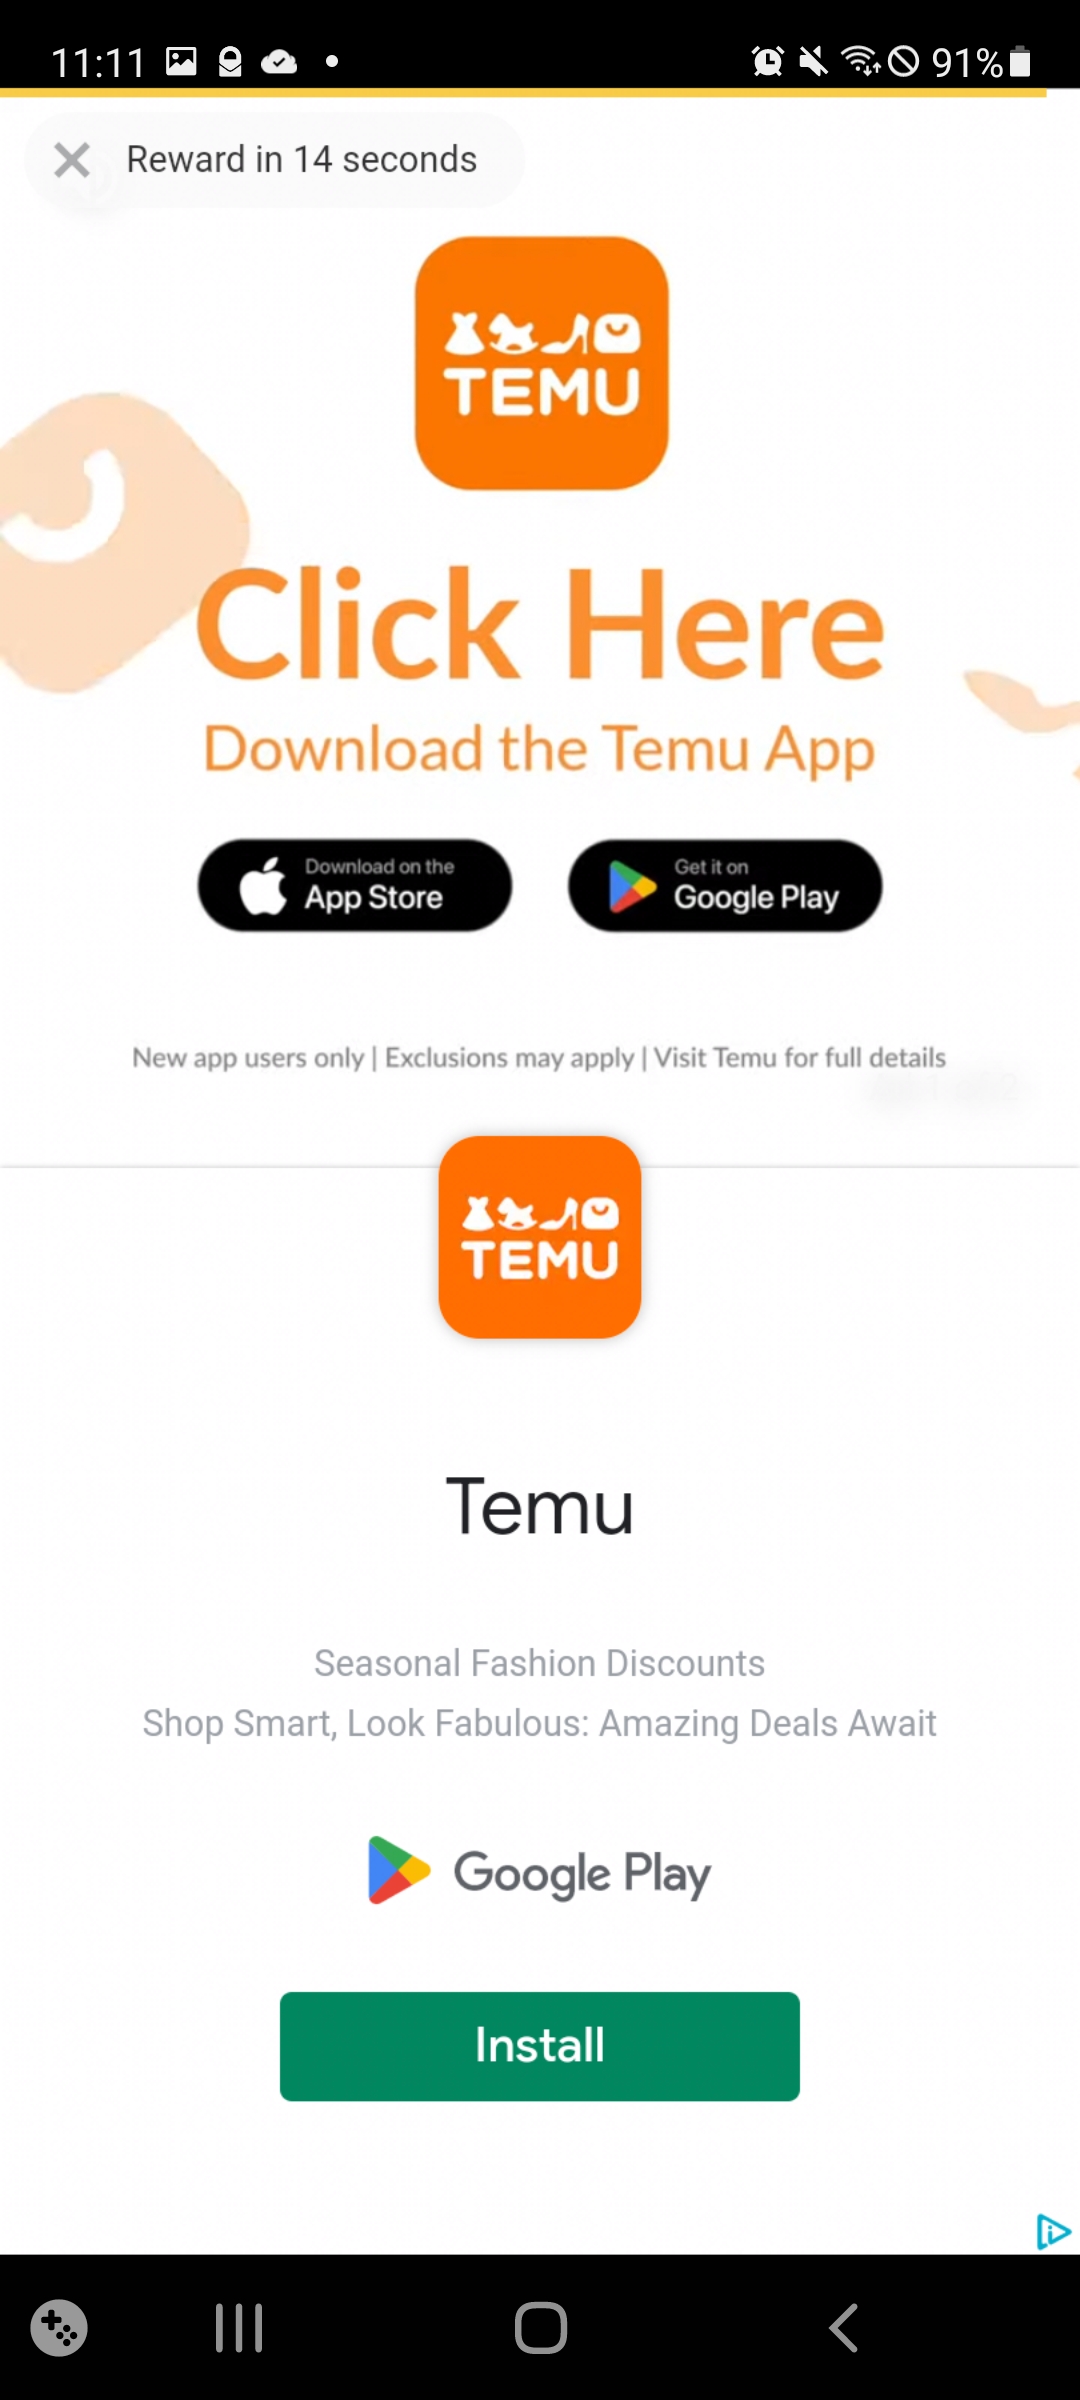 11:11
91%
Reward in 14 seconds
TEMU
Click Here
Download the Temu App
Download on the
App Store
Get it on
Google Play
New app users only | Exclusions may apply | Visit Temu for full details
TEMU
Temu
Seasonal Fashion Discounts
Shop Smart, Look Fabulous: Amazing Deals Await
Google Play
Install